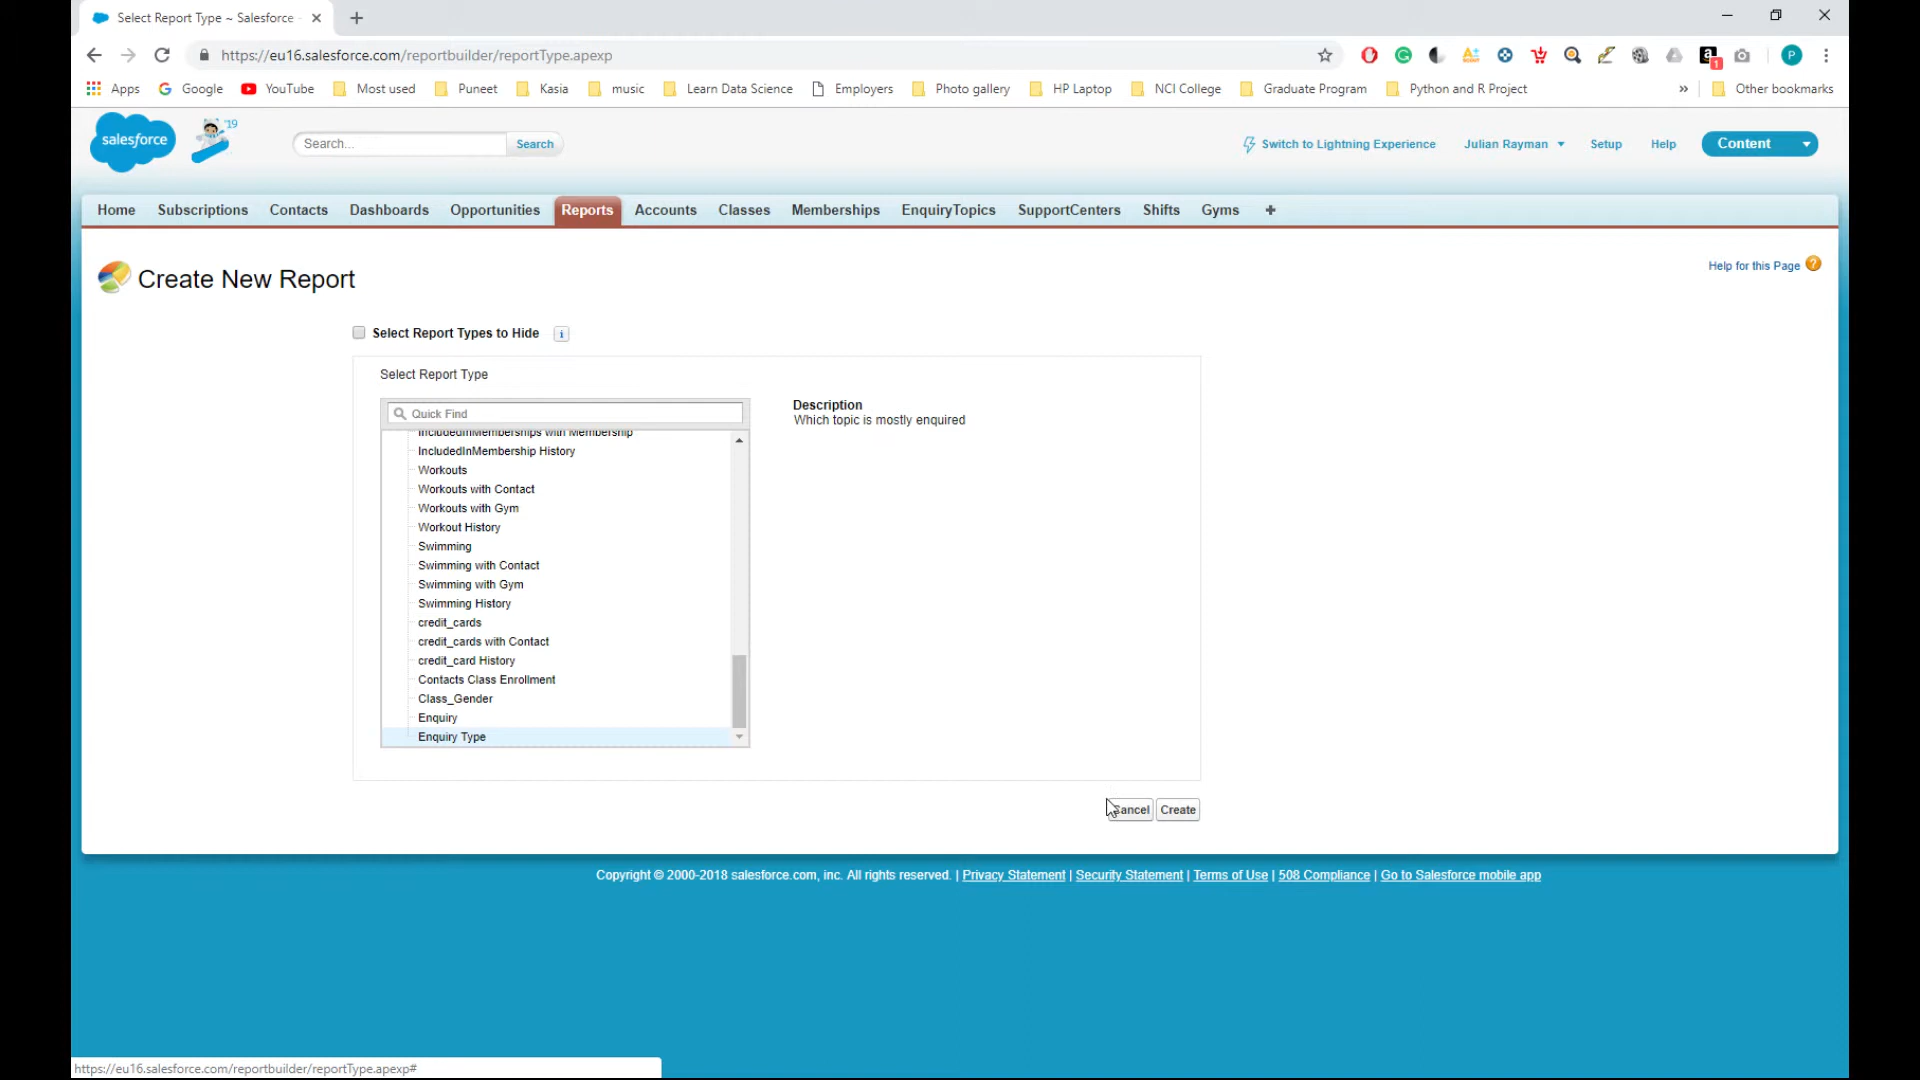 Select Report Type ~ Salesforce -
https://eu16.salesforce.com/reportbuilder/reportType.apexp
Apps Google YouTube Most used Puneet Kasia music Learn Data Science Employers Photo gallery HP Laptop NCI College Graduate Program Python and R Project » Other bookmarks
salesforce '19 Search... Search Switch to Lightning Experience Julian Rayman Setup Help Content
Home Subscriptions Contacts Dashboards Opportunities Reports Accounts Classes Memberships EnquiryTopics SupportCenters Shifts Gyms +
Create New Report
Help for this Page ?
Select Report Types to Hide i
Select Report Type
Quick Find
Description
Which topic is mostly enquired
IncludedInMemberships with Membership
IncludedInMembership History
Workouts
Workouts with Contact
Workouts with Gym
Workout History
Swimming
Swimming with Contact
Swimming with Gym
Swimming History
credit_cards
credit_cards with Contact
credit_card History
Contacts Class Enrollment
Class_Gender
Enquiry
Enquiry Type
Cancel Create
Copyright © 2000-2018 salesforce.com, inc. All rights reserved. | Privacy Statement | Security Statement | Terms of Use | 508 Compliance | Go to Salesforce mobile app
https://eu16.salesforce.com/reportbuilder/reportType.apexp#